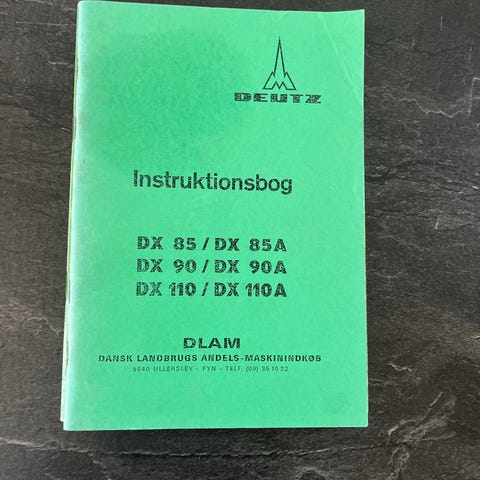 DEUTZ
Instruktionsbog
DX 85 / DX 85A
DX 90 / DX 90A
DX 110 / DX 110A
DLAM
DANSK LANDBRUGS ANDELS-MASKININDKØB
5540 ULLERSLEV - FYN - TELF. (09) 35 10 22